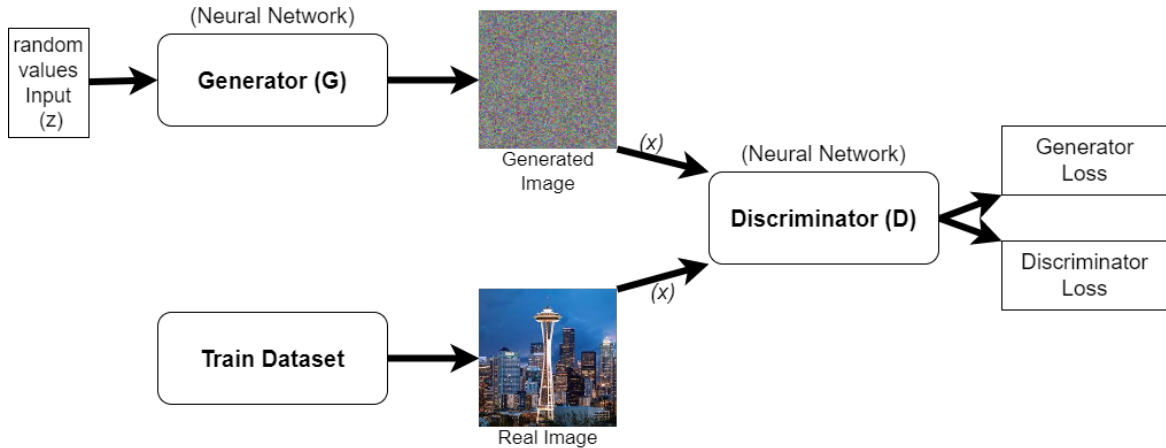 (Neural Network)
random
values
Input
(z)
Generator (G)
Generated
Image
(x)
(Neural Network)
Discriminator (D)
Generator
Loss
Discriminator
Loss
(x)
Train Dataset
Real Image